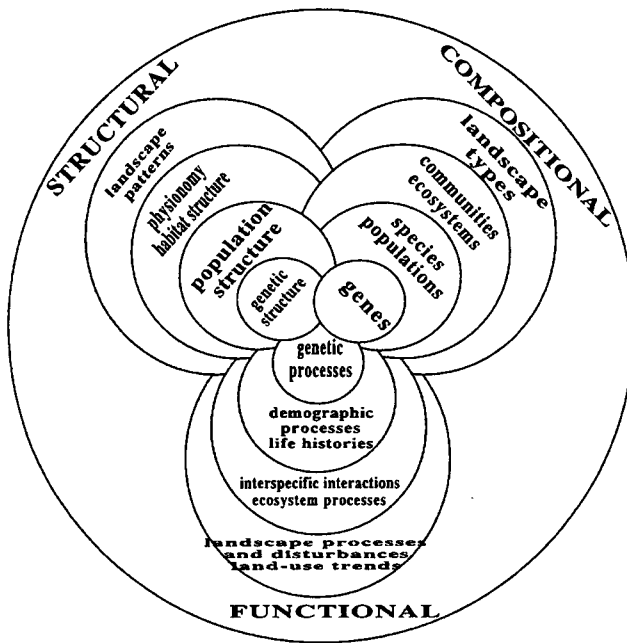 STRUCTURAL
landscape
patterns
physionomy
habitat structure
population
structure
genetic
structure
COMPOSITIONAL
landscape
types
communities
ecosystems
species
populations
genes
genetic
processes
demographic
processes
life histories
interspecific interactions
ecosystem processes
landscape processes
and disturbances
land-use trends
FUNCTIONAL